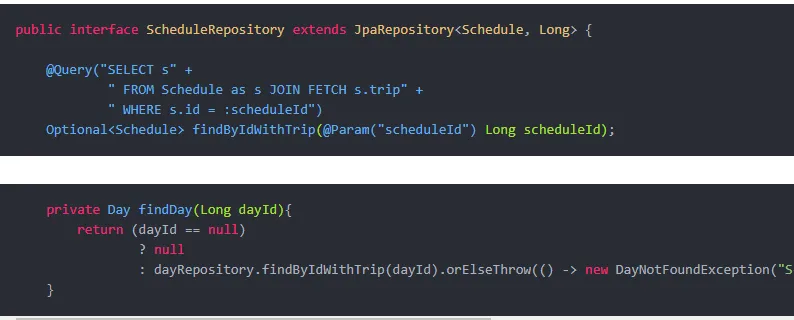 public interface ScheduleRepository extends JpaRepository<Schedule, Long> {
@Query("SELECT s" +
" FROM Schedule as s JOIN FETCH s.trip" +
" WHERE s.id = :scheduleId")
Optional<Schedule> findByIdWithTrip(@Param("scheduleId") Long scheduleId);
private Day findDay(Long dayId){
return (dayId == null)
? null
: dayRepository.findByIdWithTrip(dayId).orElseThrow(() -> new DayNotFoundException("S
}